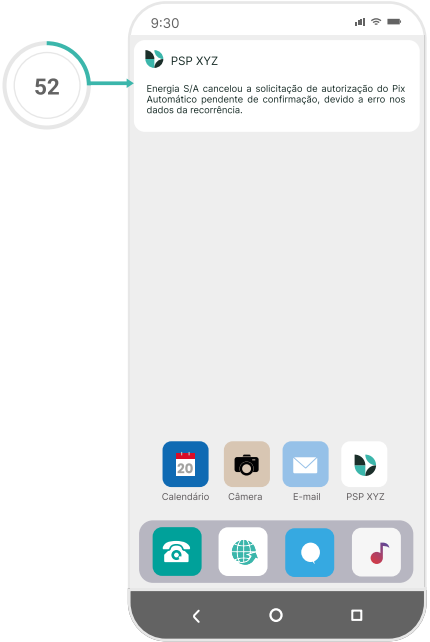 9:30
52
PSP XYZ
Energia S/A cancelou a solicitação de autorização do Pix
Automático pendente de confirmação, devido a erro nos
dados da recorrência.
20
Calendário
Câmera
E-mail
PSP XYZ